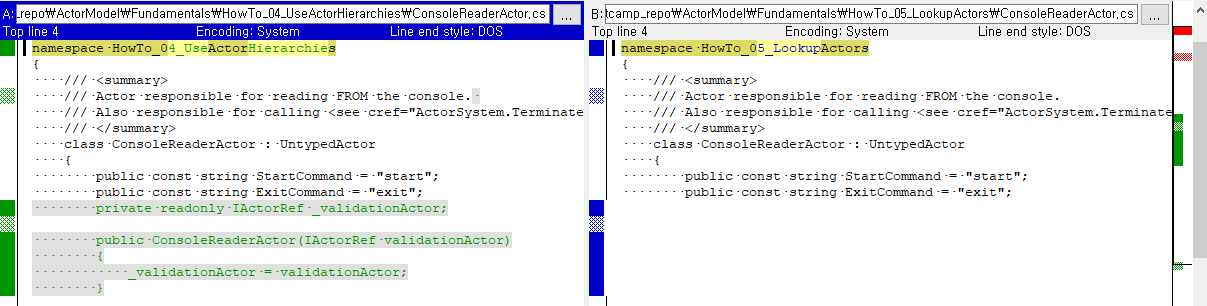 A: _repo₩ActorModel₩Fundamentals₩HowTo_04_UseActorHierarchies₩ConsoleReaderActor.cs ...
Top line 4 Encoding: System Line end style: DOS
namespace HowTo_04_UseActorHierarchies
{
/// <summary>
/// Actor responsible for reading FROM the console.
/// Also responsible for calling <see cref="ActorSystem.Terminate
/// </summary>
class ConsoleReaderActor : UntypedActor
{
public const string StartCommand = "start";
public const string ExitCommand = "exit";
private readonly IActorRef _validationActor;
public ConsoleReaderActor(IActorRef validationActor)
{
_validationActor = validationActor;
}
B: tcamp_repo₩ActorModel₩Fundamentals₩HowTo_05_LookupActors₩ConsoleReaderActor.cs ...
Top line 4 Encoding: System Line end style: DOS
namespace HowTo_05_LookupActors
{
/// <summary>
/// Actor responsible for reading FROM the console.
/// Also responsible for calling <see cref="ActorSystem.Terminate
/// </summary>
class ConsoleReaderActor : UntypedActor
{
public const string StartCommand = "start";
public const string ExitCommand = "exit";